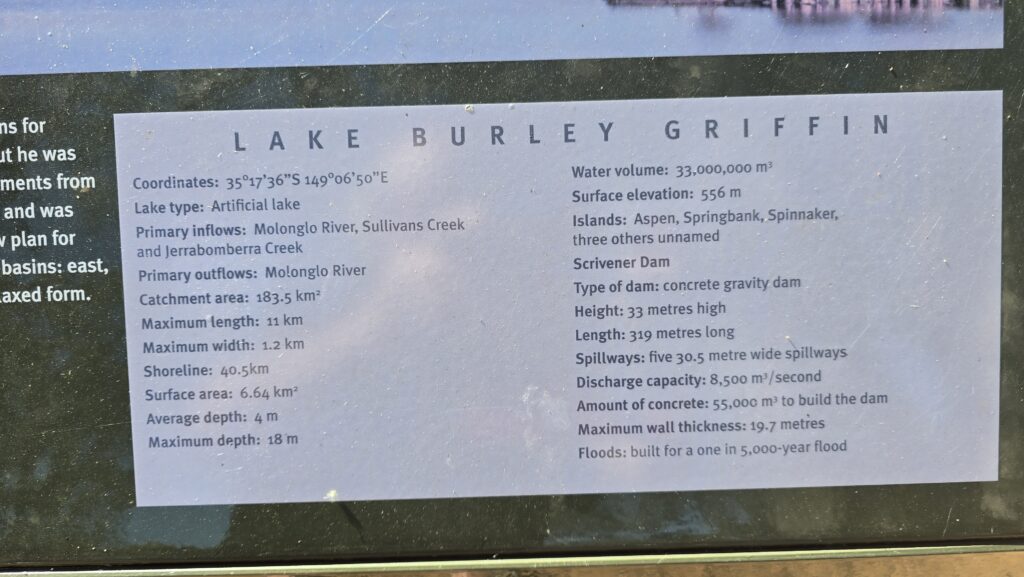 ns for
ut he was
ments from
and was
plan for
basins: east,
axed form.
LAKE BURLEY GRIFFIN
Coordinates: 35°17’36”S 149°06’50”E
Lake type: Artificial lake
Primary inflows: Molonglo River, Sullivans Creek
and Jerrabomberra Creek
Primary outflows: Molonglo River
Catchment area: 183.5 km²
Maximum length: 11 km
Maximum width: 1.2 km
Shoreline: 40.5km
Surface area: 6.64 km²
Average depth: 4 m
Maximum depth: 18 m
Water volume: 33,000,000 m³
Surface elevation: 556 m
Islands: Aspen, Springbank, Spinnaker,
three others unnamed
Scrivener Dam
Type of dam: concrete gravity dam
Height: 33 metres high
Length: 319 metres long
Spillways: five 30.5 metre wide spillways
Discharge capacity: 8,500 m³/second
Amount of concrete: 55,000 m³ to build the dam
Maximum wall thickness: 19.7 metres
Floods: built for a one in 5,000-year flood